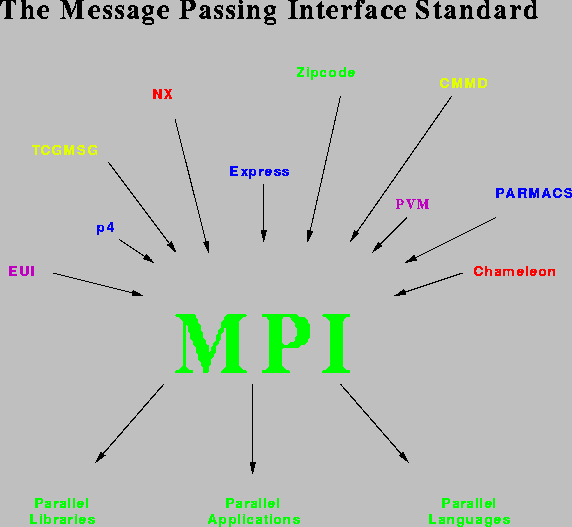 The Message Passing Interface Standard
Zipcode
CMMD
NX
TCGMSG
Express
PVM
PARMACS
p4
EUI
Chameleon
MPI
Parallel
Libraries
Parallel
Applications
Parallel
Languages